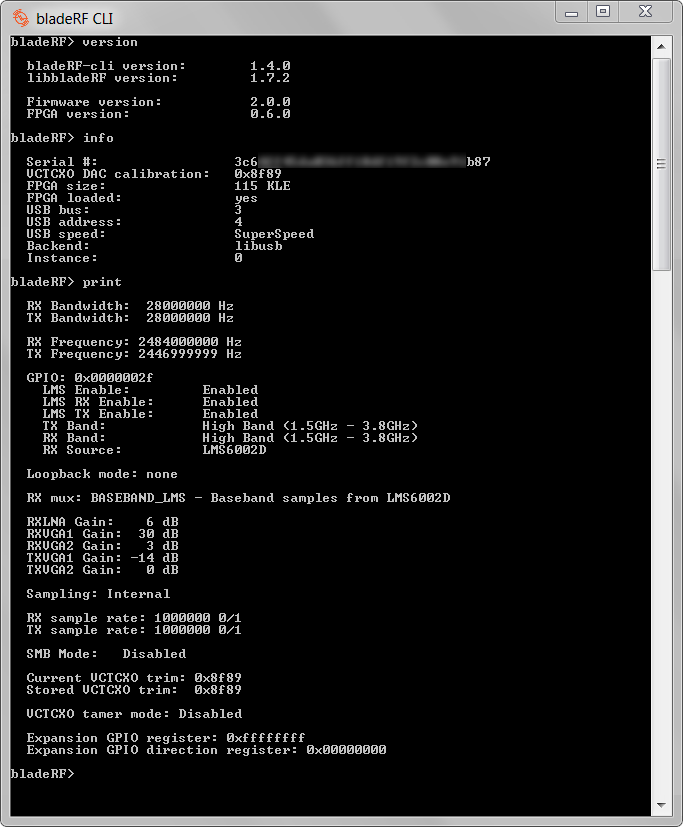 bladeRF CLI
bladeRF> version
bladeRF-cli version: 1.4.0
libbladeRF version: 1.7.2
Firmware version: 2.0.0
FPGA version: 0.6.0
bladeRF> info
Serial #: 3c6 b87
VCTCXO DAC calibration: 0x8f89
FPGA size: 115 KLE
FPGA loaded: yes
USB bus: 3
USB address: 4
USB speed: SuperSpeed
Backend: libusb
Instance: 0
bladeRF> print
RX Bandwidth: 28000000 Hz
TX Bandwidth: 28000000 Hz
RX Frequency: 2484000000 Hz
TX Frequency: 2446999999 Hz
GPIO: 0x0000002f
LMS Enable: Enabled
LMS RX Enable: Enabled
LMS TX Enable: Enabled
TX Band: High Band (1.5GHz - 3.8GHz)
RX Band: High Band (1.5GHz - 3.8GHz)
RX Source: LMS6002D
Loopback mode: none
RX mux: BASEBAND_LMS - Baseband samples from LMS6002D
RXLNA Gain: 6 dB
RXVGA1 Gain: 30 dB
RXVGA2 Gain: 3 dB
TXVGA1 Gain: -14 dB
TXVGA2 Gain: 0 dB
Sampling: Internal
RX sample rate: 1000000 0/1
TX sample rate: 1000000 0/1
SMB Mode: Disabled
Current VCTCXO trim: 0x8f89
Stored VCTCXO trim: 0x8f89
VCTCXO tamer mode: Disabled
Expansion GPIO register: 0xffffffff
Expansion GPIO direction register: 0x00000000
bladeRF>